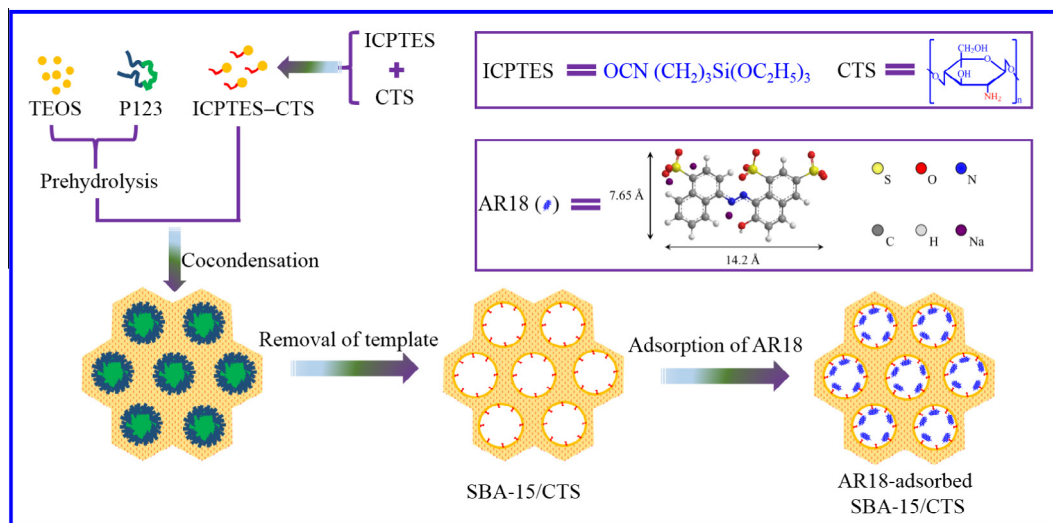 ICPTES
+
CTS
TEOS
P123
ICPTES–CTS
Prehydrolysis
Cocondensation
ICPTES = OCN (CH₂)₃Si(OC₂H₅)₃
CTS =
CH₂OH
O
O
OH
O
NH₂
n
AR18 ( ) =
7.65 Å
14.2 Å
S
O
N
C
H
Na
Removal of template
Adsorption of AR18
SBA-15/CTS
AR18-adsorbed
SBA-15/CTS